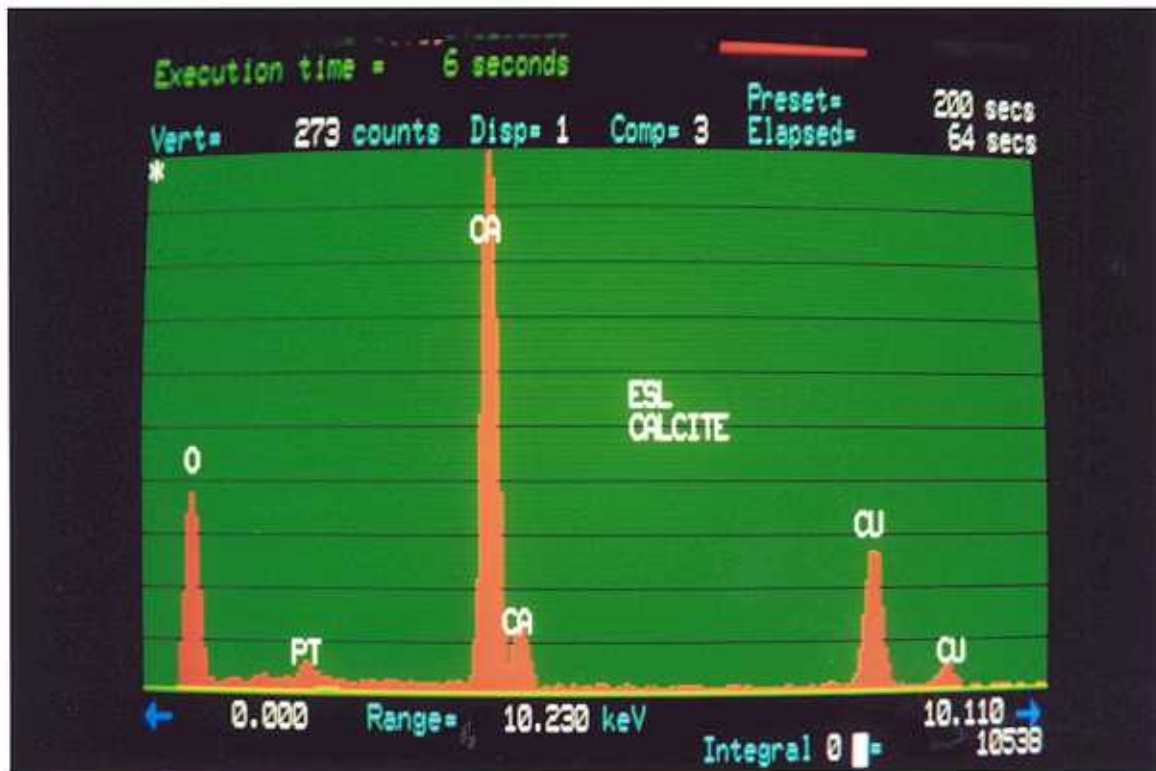 Execution time = 6 seconds
Preset= 200 secs
Vert= 273 counts Disp= 1 Comp= 3 Elapsed= 64 secs
*
CA
ESL
CALCITE
O
CU
CA
PT
CU
← 0.000 Range= 10.230 keV 10.110 →
Integral 0 = 10538